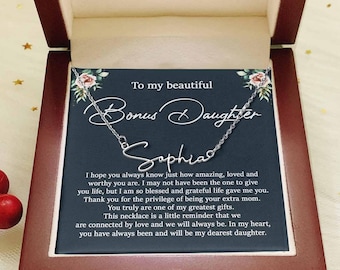 To my beautiful
Bonus Daughter
Sophia
I hope you always know just how amazing, loved and
worthy you are. I may not have been the one to give
you life, but I am so blessed and grateful life gave me you.
Thank you for the privilege of being your extra mom.
You truly are one of my greatest gifts.
This necklace is a little reminder that we
are connected by love and we will always be. In my heart,
you have always been and will be my dearest daughter.